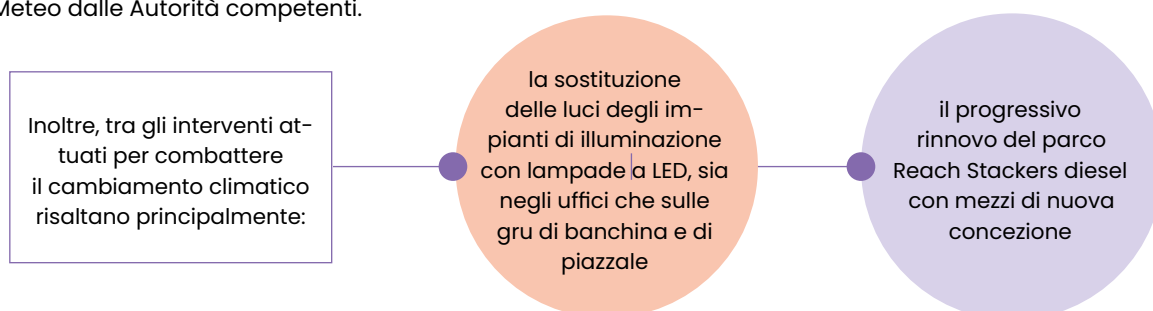 Meteo dalle Autorità competenti.
Inoltre, tra gli interventi at-
tuati per combattere
il cambiamento climatico
risaltano principalmente:
la sostituzione
delle luci degli im-
pianti di illuminazione
con lampade a LED, sia
negli uffici che sulle
gru di banchina e di
piazzale
il progressivo
rinnovo del parco
Reach Stackers diesel
con mezzi di nuova
concezione